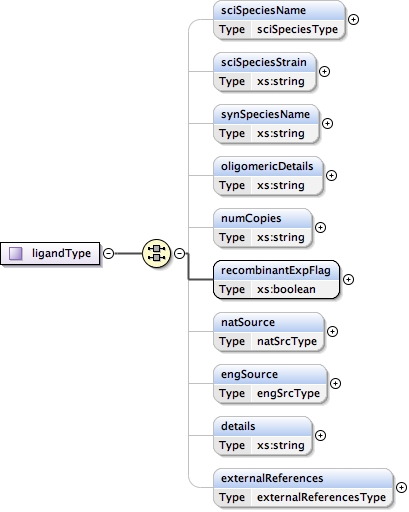 sciSpeciesName
Type sciSpeciesType
sciSpeciesStrain
Type xs:string
synSpeciesName
Type xs:string
oligomericDetails
Type xs:string
numCopies
Type xs:string
ligandType
recombinantExpFlag
Type xs:boolean
natSource
Type natSrcType
engSource
Type engSrcType
details
Type xs:string
externalReferences
Type externalReferencesType